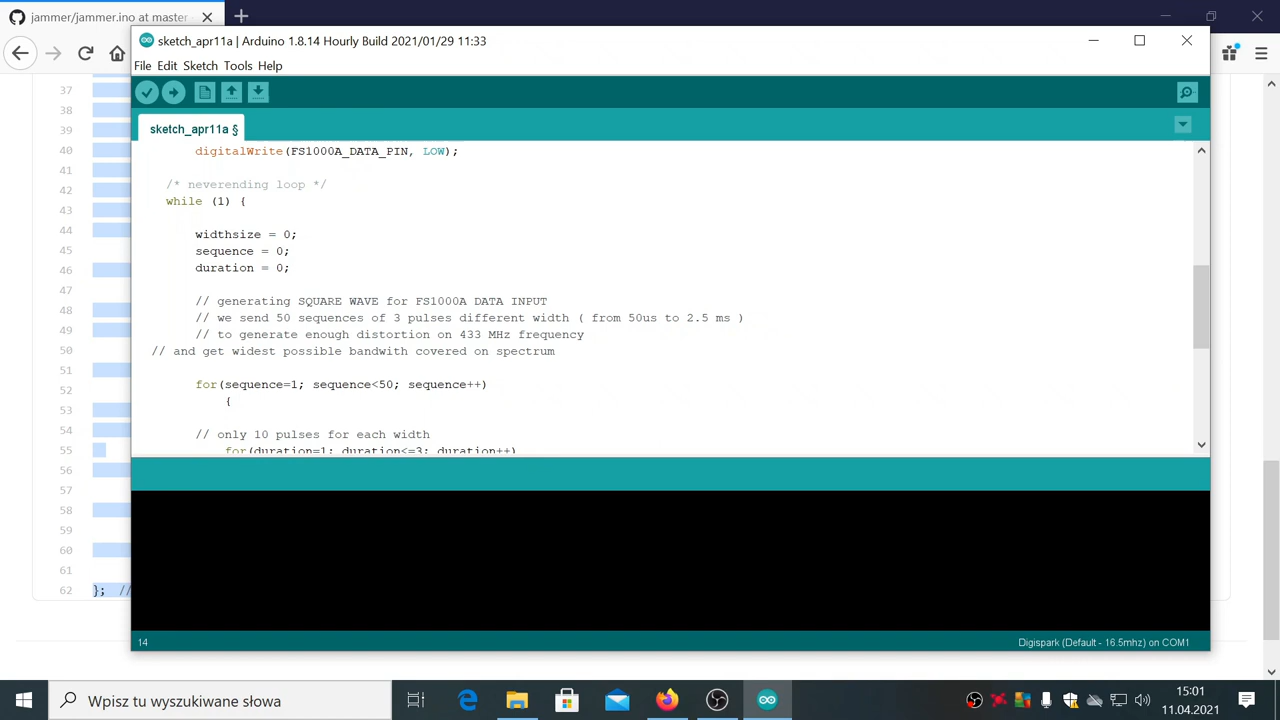 jammer/jammer.ino at master
sketch_apr11a | Arduino 1.8.14 Hourly Build 2021/01/29 11:33
File Edit Sketch Tools Help
sketch_apr11a §
37
38
39
40
41
42
43
44
45
46
47
48
49
50
51
52
53
54
55
56
57
58
59
60
61
62
}; //
digitalWrite(FS1000A_DATA_PIN, LOW);
/* neverending loop */
while (1) {
widthsize = 0;
sequence = 0;
duration = 0;
// generating SQUARE WAVE for FS1000A DATA INPUT
// we send 50 sequences of 3 pulses different width ( from 50us to 2.5 ms )
// to generate enough distortion on 433 MHz frequency
// and get widest possible bandwith covered on spectrum
for(sequence=1; sequence<50; sequence++)
{
// only 10 pulses for each width
for(duration=1; duration<=3; duration++)
14
Digispark (Default - 16.5mhz) on COM1
Wpisz tu wyszukiwane słowa
15:01
11.04.2021